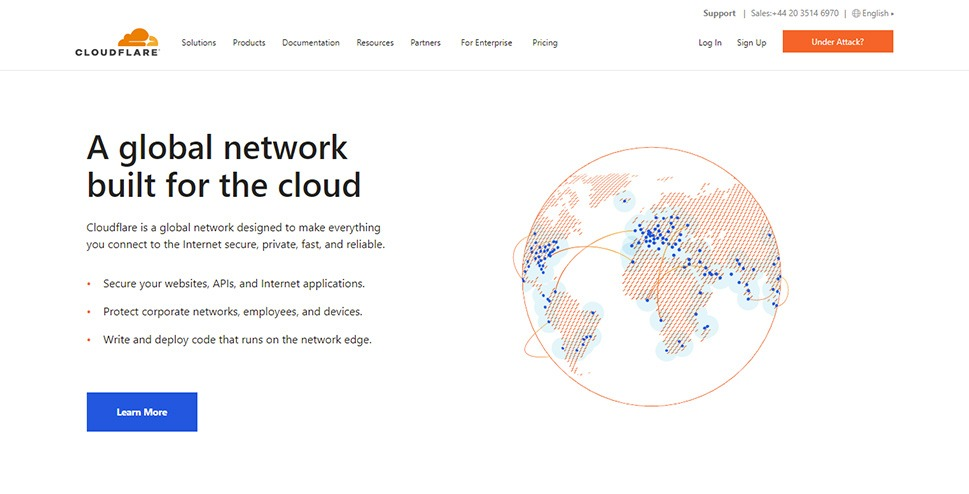 Support | Sales:+44 20 3514 6970 | English
CLOUDFLARE
Solutions Products Documentation Resources Partners For Enterprise Pricing Log In Sign Up Under Attack?
A global network
built for the cloud
Cloudflare is a global network designed to make everything
you connect to the Internet secure, private, fast, and reliable.
• Secure your websites, APIs, and Internet applications.
• Protect corporate networks, employees, and devices.
• Write and deploy code that runs on the network edge.
Learn More